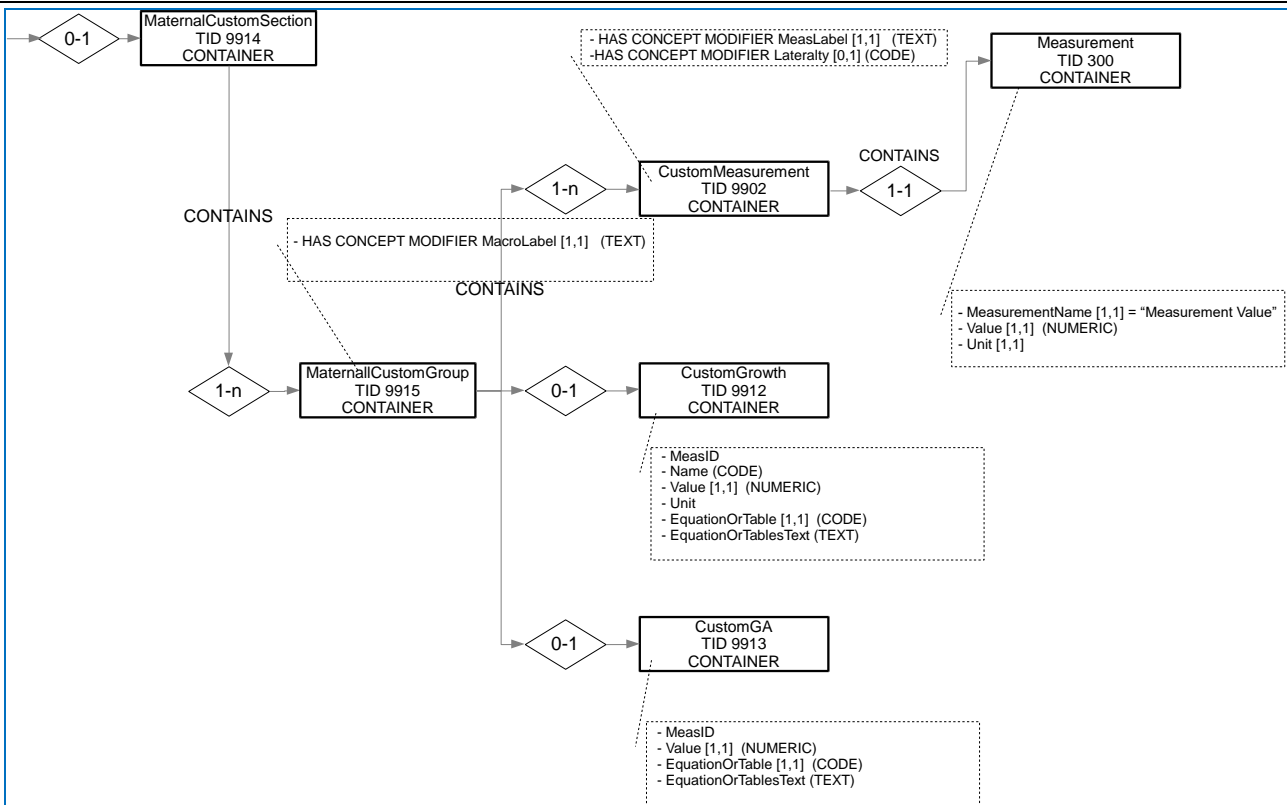 0-1
MaternalCustomSection
TID 9914
CONTAINER
- HAS CONCEPT MODIFIER MeasLabel [1,1]   (TEXT)
-HAS CONCEPT MODIFIER Lateralty [0,1] (CODE)
Measurement
TID 300
CONTAINER
CONTAINS
1-n
CustomMeasurement
TID 9902
CONTAINER
CONTAINS
1-1
- HAS CONCEPT MODIFIER MacroLabel [1,1]   (TEXT)
CONTAINS
- MeasurementName [1,1] = “Measurement Value”
- Value [1,1]  (NUMERIC)
- Unit [1,1]
1-n
MaternallCustomGroup
TID 9915
CONTAINER
0-1
CustomGrowth
TID 9912
CONTAINER
- MeasID
- Name (CODE)
- Value [1,1]  (NUMERIC)
- Unit
- EquationOrTable [1,1]  (CODE)
- EquationOrTablesText (TEXT)
0-1
CustomGA
TID 9913
CONTAINER
- MeasID
- Value [1,1]  (NUMERIC)
- EquationOrTable [1,1]  (CODE)
- EquationOrTablesText (TEXT)